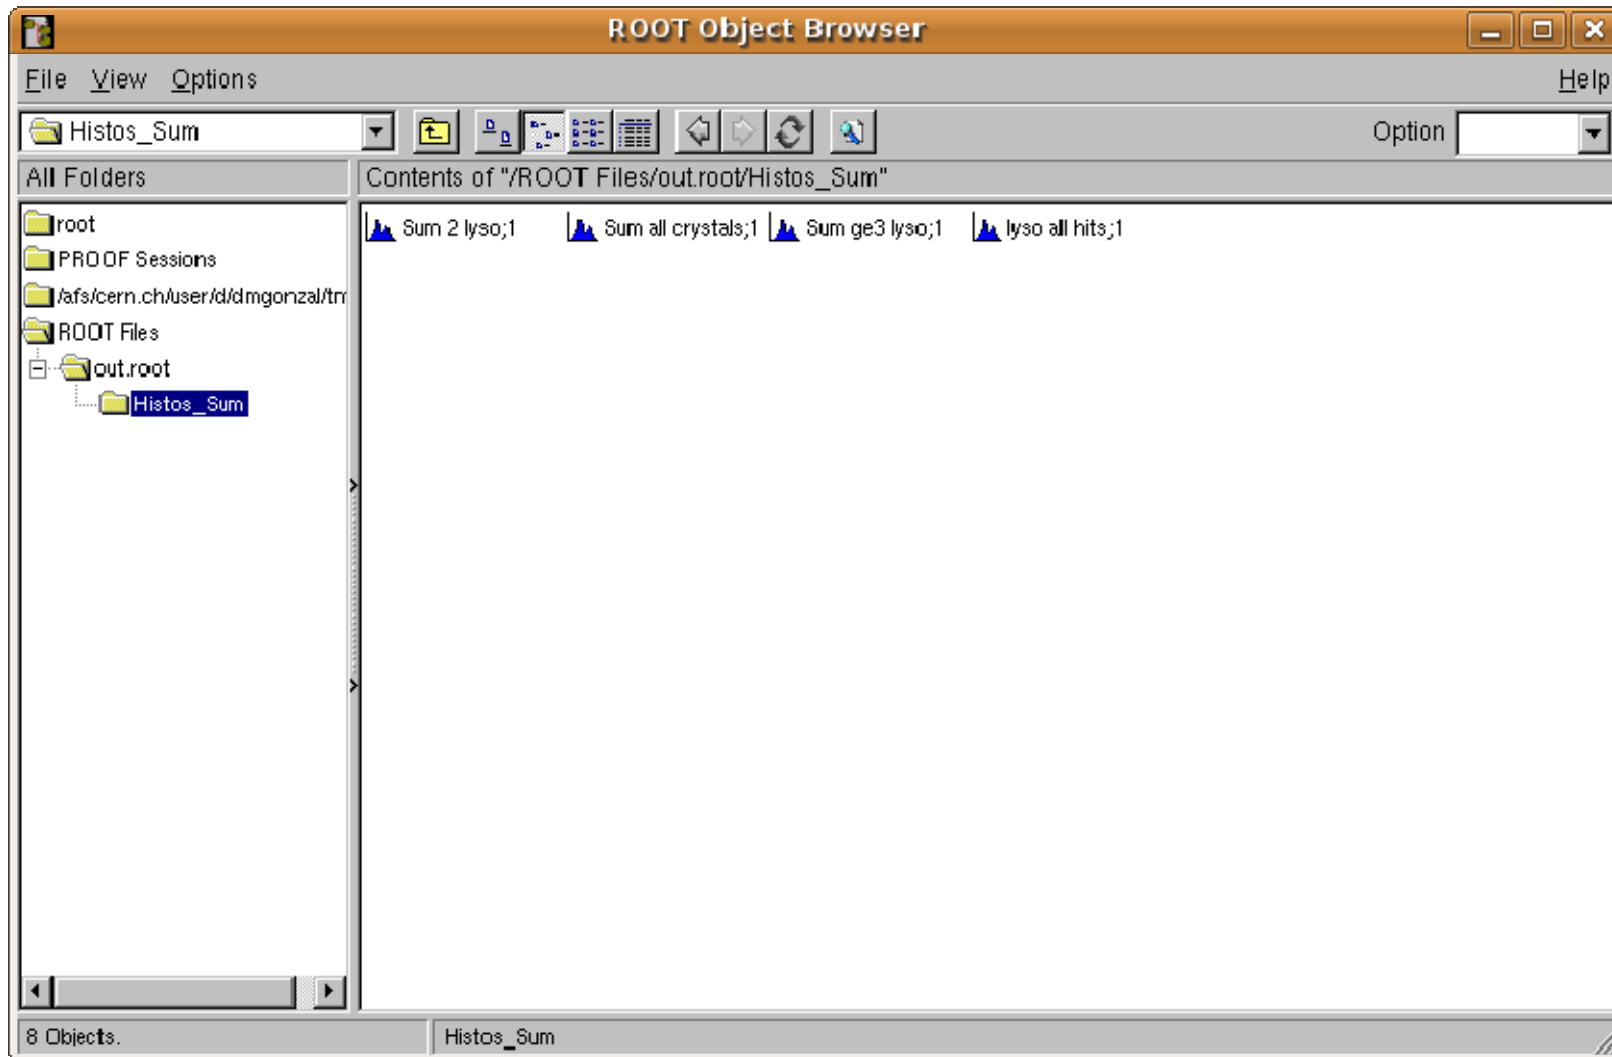 ROOT Object Browser
File View Options Help
Histos_Sum Option
All Folders Contents of "/ROOT Files/out.root/Histos_Sum"
root Sum 2 lyso;1 Sum all crystals;1 Sum ge3 lyso;1 lyso all hits;1
PROOF Sessions
/afs/cern.ch/user/d/dmgonzal/tm
ROOT Files
out.root
Histos_Sum
8 Objects. Histos_Sum